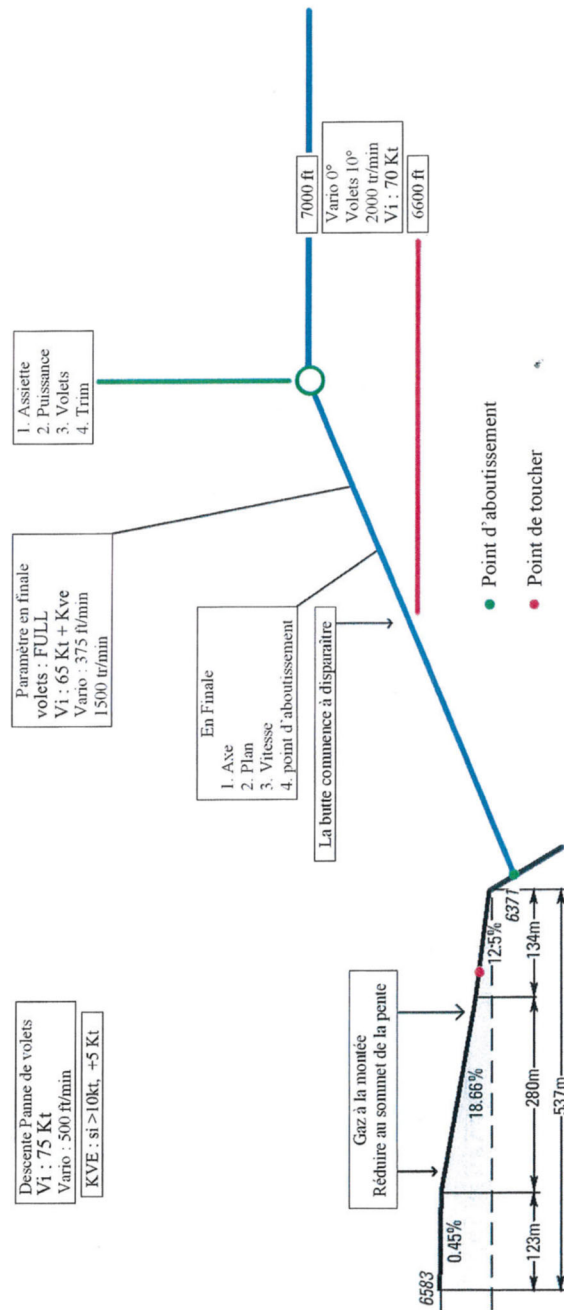 Descente Panne de volets
Vi : 75 Kt
Vario : 500 ft/min
KVE : si >10kt, +5 Kt
Paramètre en finale
volets : FULL
Vi : 65 Kt + Kve
Vario : 375 ft/min
1500 tr/min
1. Assiette
2. Puissance
3. Volets
4. Trim
En Finale
1. Axe
2. Plan
3. Vitesse
4. point d'aboutissement
La butte commence à disparaître
7000 ft
Vario 0°
Volets 10°
2000 tr/min
Vi : 70 Kt
6600 ft
Gaz à la montée
Réduire au sommet de la pente
Point d'aboutissement
Point de toucher
6583
0.45%
18.66%
12.5%
6371
123m
280m
134m
537m